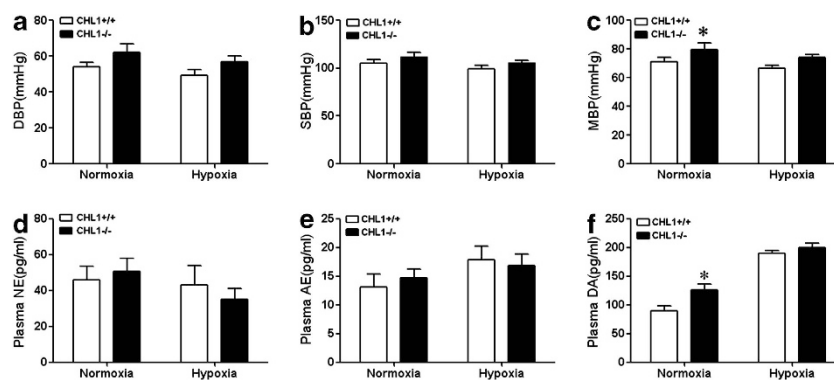 a
CHL1+/+
CHL1-/-
DBP(mmHg)
80
60
40
20
0
Normoxia
Hypoxia
b
CHL1+/+
CHL1-/-
SBP(mmHg)
150
100
50
0
Normoxia
Hypoxia
c
CHL1+/+
CHL1-/-
*
MBP(mmHg)
100
80
60
40
20
0
Normoxia
Hypoxia
d
CHL1+/+
CHL1-/-
Plasma NE(pg/ml)
80
60
40
20
0
Normoxia
Hypoxia
e
CHL1+/+
CHL1-/-
Plasma AE(pg/ml)
25
20
15
10
5
0
Normoxia
Hypoxia
f
CHL1+/+
CHL1-/-
*
Plasma DA(pg/ml)
250
200
150
100
50
0
Normoxia
Hypoxia